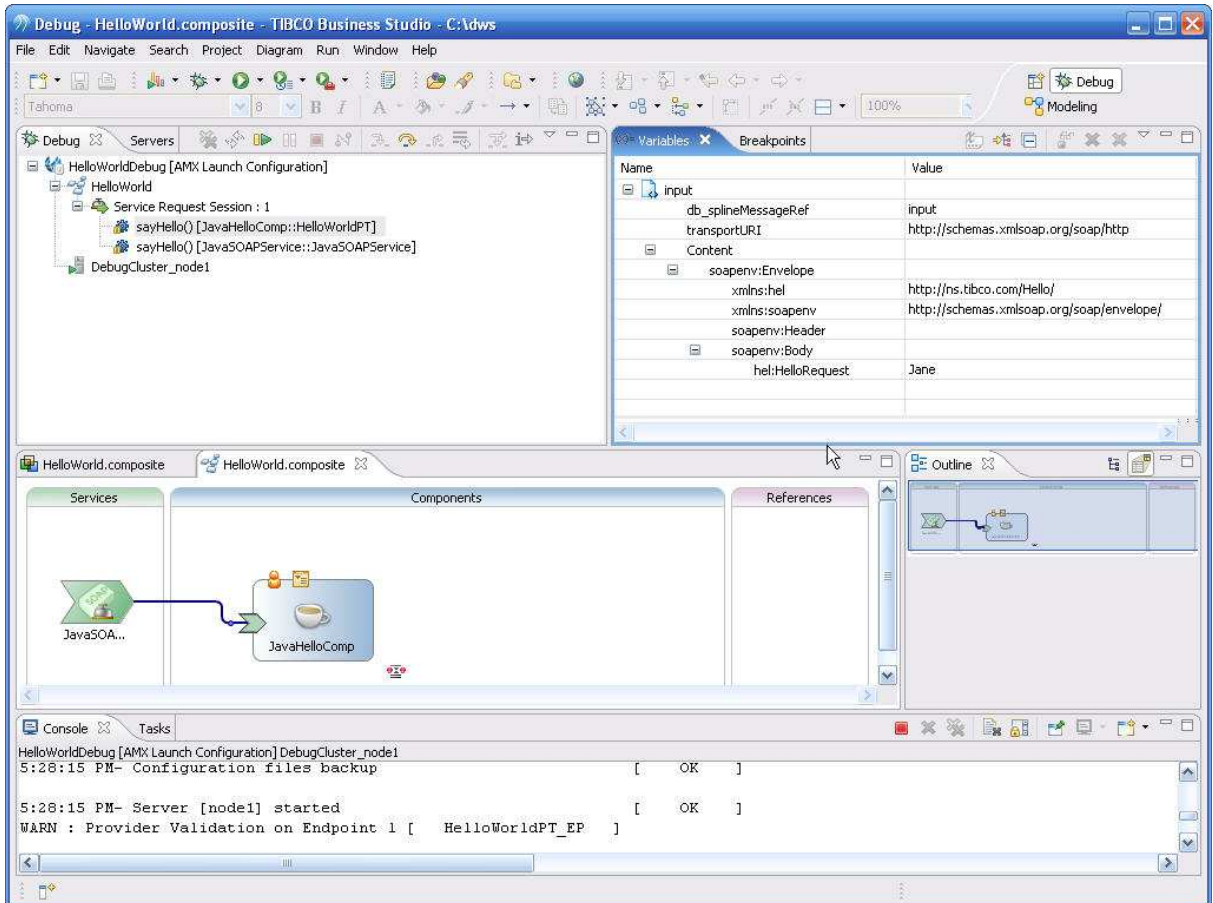 Debug - HelloWorld.composite - TIBCO Business Studio - C:\dws
File Edit Navigate Search Project Diagram Run Window Help
Debug
Tahoma 8 B I A 100% Modeling
Debug Servers
HelloWorldDebug [AMX Launch Configuration]
HelloWorld
Service Request Session : 1
sayHello() [JavaHelloComp::HelloWorldPT]
sayHello() [JavaSOAPService::JavaSOAPService]
DebugCluster_node1
Variables Breakpoints
Name Value
input
db_splineMessageRef input
transportURI http://schemas.xmlsoap.org/soap/http
Content
soapenv:Envelope
xmlns:hel http://ns.tibco.com/Hello/
xmlns:soapenv http://schemas.xmlsoap.org/soap/envelope/
soapenv:Header
soapenv:Body
hel:HelloRequest Jane
HelloWorld.composite HelloWorld.composite
Services Components References
SOAP
JavaSOA...
JavaHelloComp
Outline
Console Tasks
HelloWorldDebug [AMX Launch Configuration] DebugCluster_node1
5:28:15 PM- Configuration files backup [ OK ]
5:28:15 PM- Server [node1] started [ OK ]
WARN : Provider Validation on Endpoint 1 [ HelloWorldPT_EP ]